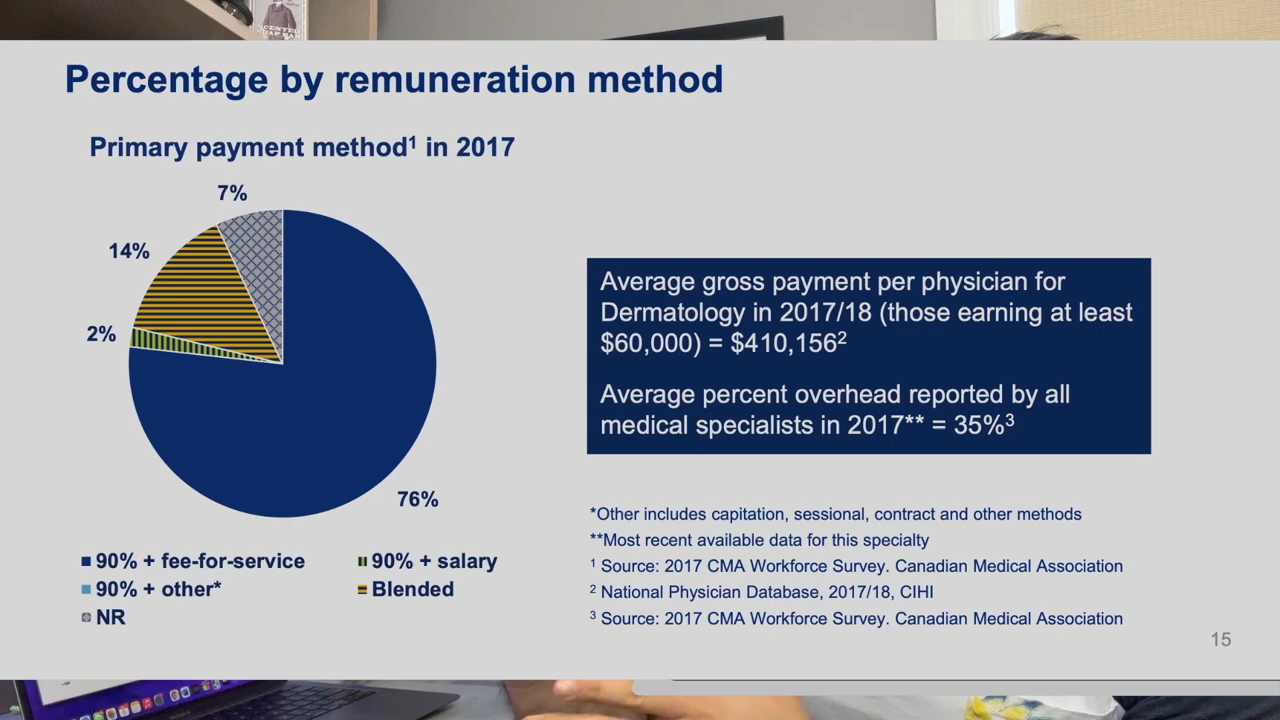 SOAP BAR
Percentage by remuneration method
Primary payment method¹ in 2017
7%
14%
2%
76%
90% + fee-for-service
90% + salary
90% + other*
Blended
NR
Average gross payment per physician for
Dermatology in 2017/18 (those earning at least
$60,000) = $410,156²
Average percent overhead reported by all
medical specialists in 2017** = 35%³
*Other includes capitation, sessional, contract and other methods
**Most recent available data for this specialty
¹ Source: 2017 CMA Workforce Survey. Canadian Medical Association
² National Physician Database, 2017/18, CIHI
³ Source: 2017 CMA Workforce Survey. Canadian Medical Association
15